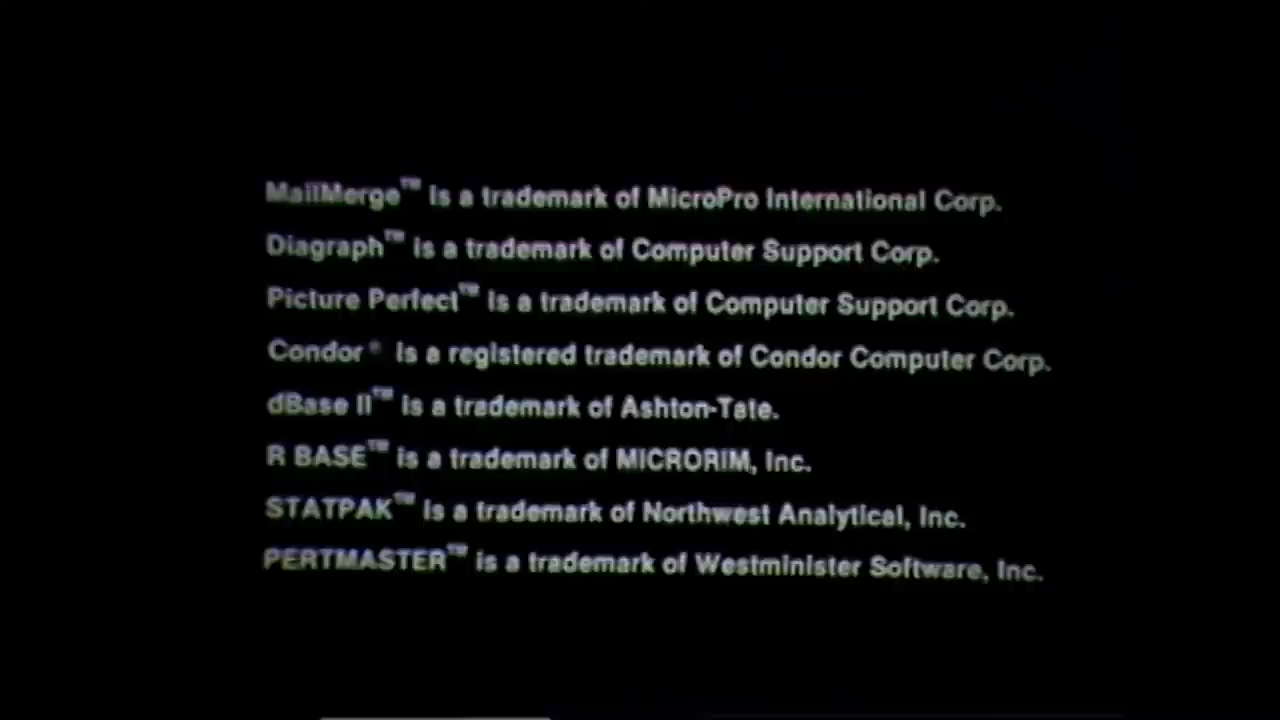 MailMerge™ is a trademark of MicroPro International Corp.
Diagraph™ is a trademark of Computer Support Corp.
Picture Perfect™ is a trademark of Computer Support Corp.
Condor® is a registered trademark of Condor Computer Corp.
dBase II™ is a trademark of Ashton-Tate.
R BASE™ is a trademark of MICRORIM, Inc.
STATPAK™ is a trademark of Northwest Analytical, Inc.
PERTMASTER™ is a trademark of Westminister Software, Inc.